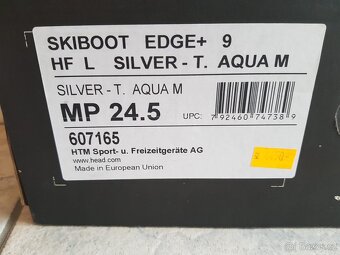 SKIBOOT EDGE+ 9
HF L SILVER - T. AQUA M
SILVER - T. AQUA M
MP 24.5
UPC:
7 92460 74738 9
607165
HTM Sport- u. Freizeitgeräte AG
www.head.com
Made in European Union